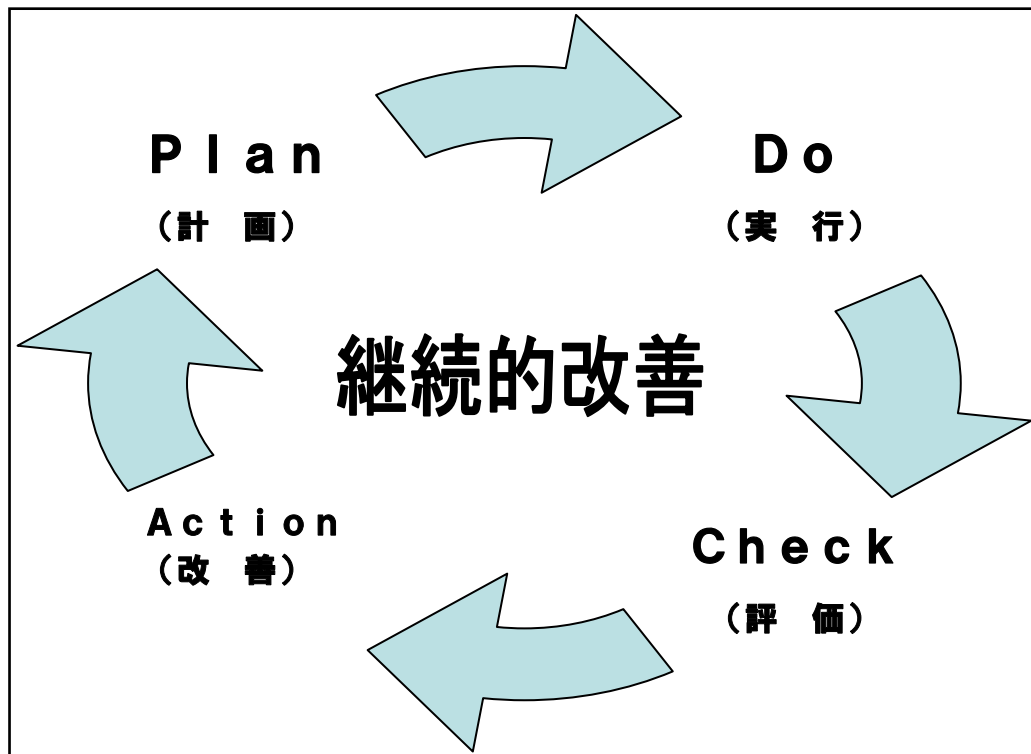 Ｐｌａｎ
（計　画）
Ｄｏ
（実　行）
継続的改善
Ａｃｔｉｏｎ
（改　善）
Ｃｈｅｃｋ
（評　価）